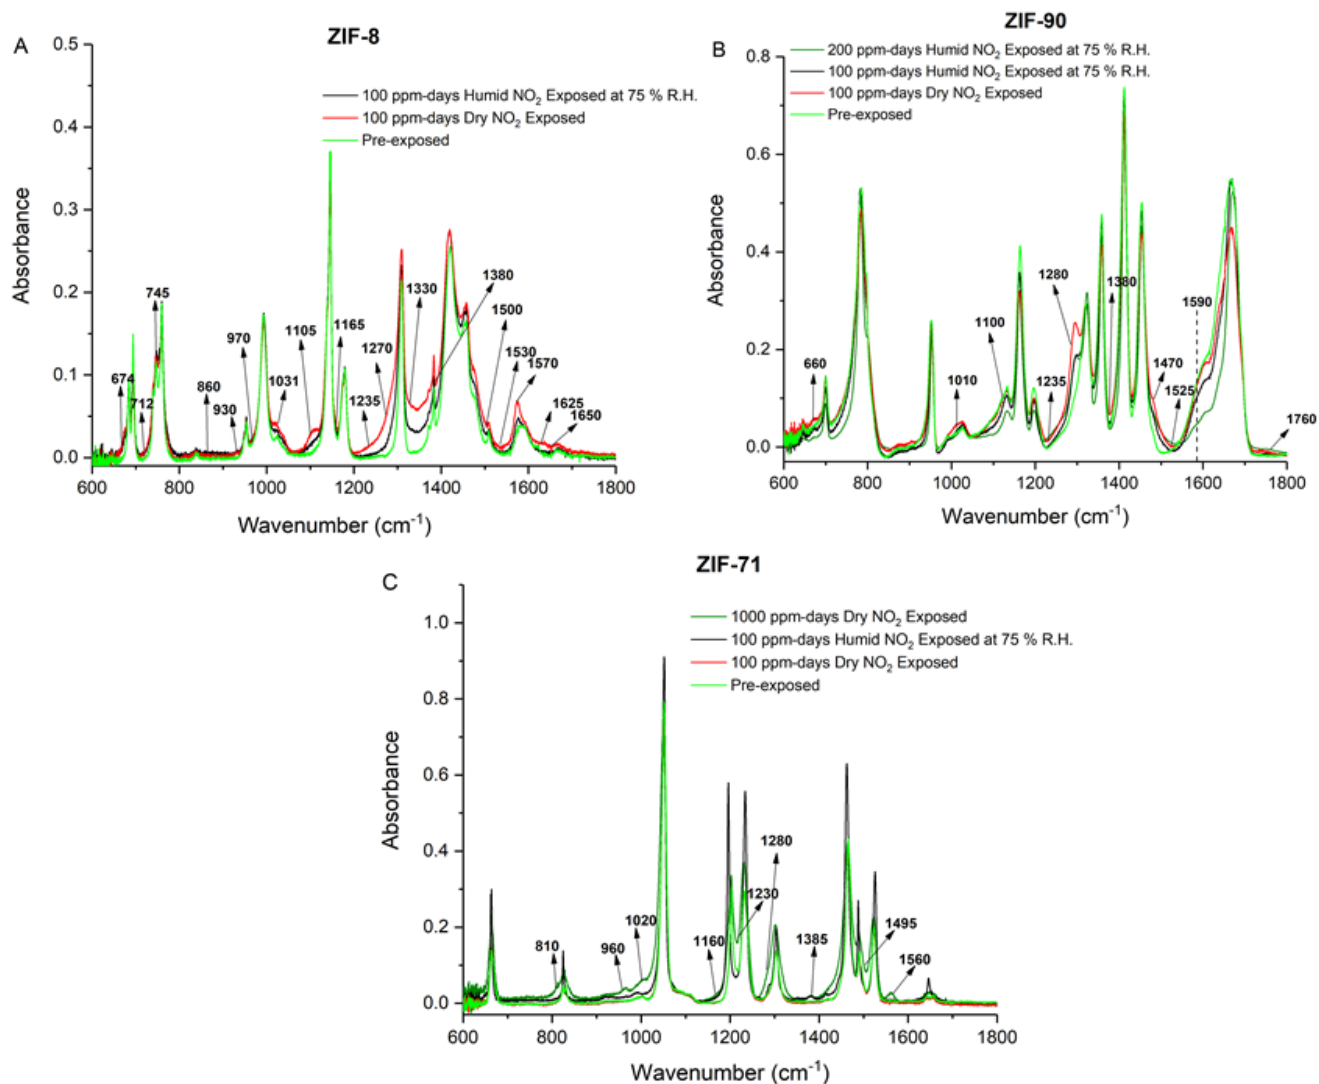 A
ZIF-8
100 ppm-days Humid NO₂ Exposed at 75 % R.H.
100 ppm-days Dry NO₂ Exposed
Pre-exposed
Absorbance
0.5
0.4
0.3
0.2
0.1
0.0
674
712
745
860
930
970
1031
1105
1165
1235
1270
1330
1380
1500
1530
1570
1625
1650
600 800 1000 1200 1400 1600 1800
Wavenumber (cm⁻¹)
B
ZIF-90
200 ppm-days Humid NO₂ Exposed at 75 % R.H.
100 ppm-days Humid NO₂ Exposed at 75 % R.H.
100 ppm-days Dry NO₂ Exposed
Pre-exposed
Absorbance
0.8
0.6
0.4
0.2
0.0
660
1010
1100
1235
1280
1380
1470
1525
1590
1760
600 800 1000 1200 1400 1600 1800
Wavenumber (cm⁻¹)
C
ZIF-71
1000 ppm-days Dry NO₂ Exposed
100 ppm-days Humid NO₂ Exposed at 75 % R.H.
100 ppm-days Dry NO₂ Exposed
Pre-exposed
Absorbance
1.0
0.8
0.6
0.4
0.2
0.0
810
960
1020
1160
1230
1280
1385
1495
1560
600 800 1000 1200 1400 1600 1800
Wavenumber (cm⁻¹)